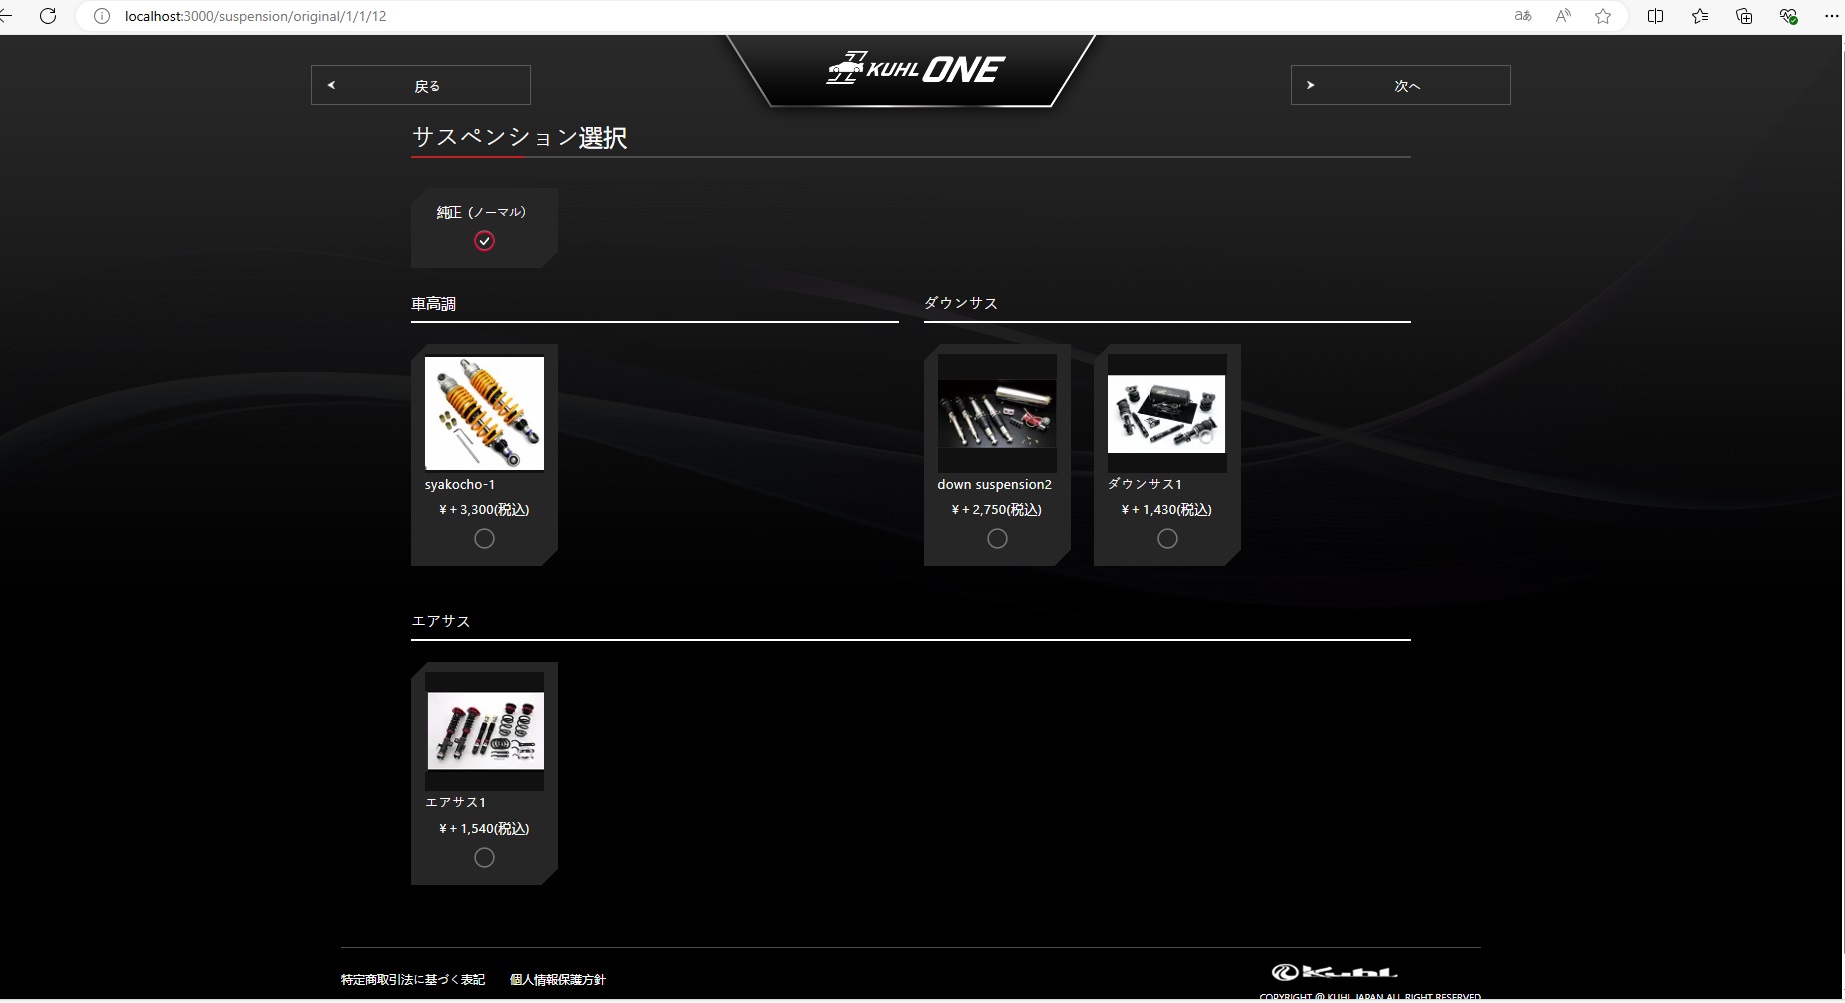 localhost:3000/suspension/original/1/1/12
戻る
KUHL ONE
次へ
サスペンション選択
純正（ノーマル）
車高調
ダウンサス
syakocho-1
¥ + 3,300(税込)
down suspension2
¥ + 2,750(税込)
ダウンサス1
¥ + 1,430(税込)
エアサス
エアサス1
¥ + 1,540(税込)
特定商取引法に基づく表記
個人情報保護方針
Kuhl
COPYRIGHT @ KUHL JAPAN ALL RIGHT RESERVED